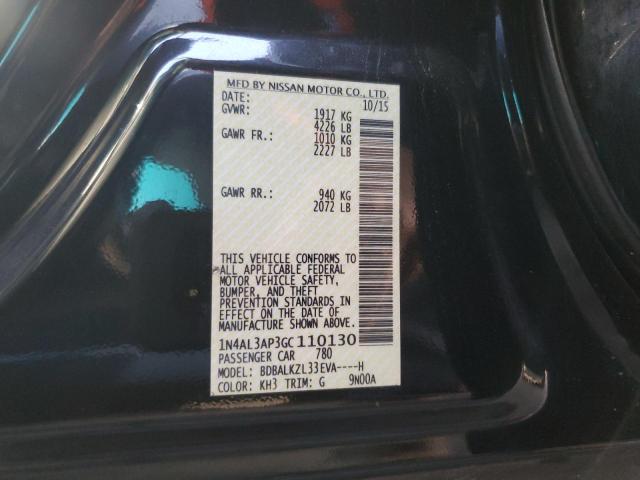 MFD BY NISSAN MOTOR CO., LTD.
DATE: 10/15
GVWR: 1917 KG
4226 LB
GAWR FR.: 1010 KG
2227 LB
GAWR RR.: 940 KG
2072 LB
THIS VEHICLE CONFORMS TO
ALL APPLICABLE FEDERAL
MOTOR VEHICLE SAFETY,
BUMPER, AND THEFT
PREVENTION STANDARDS IN
EFFECT ON THE DATE OF
MANUFACTURE SHOWN ABOVE.
1N4AL3AP3GC110130
PASSENGER CAR 780
MODEL: BDBALKZL33EVA----H
COLOR: KH3 TRIM: G 9N00A